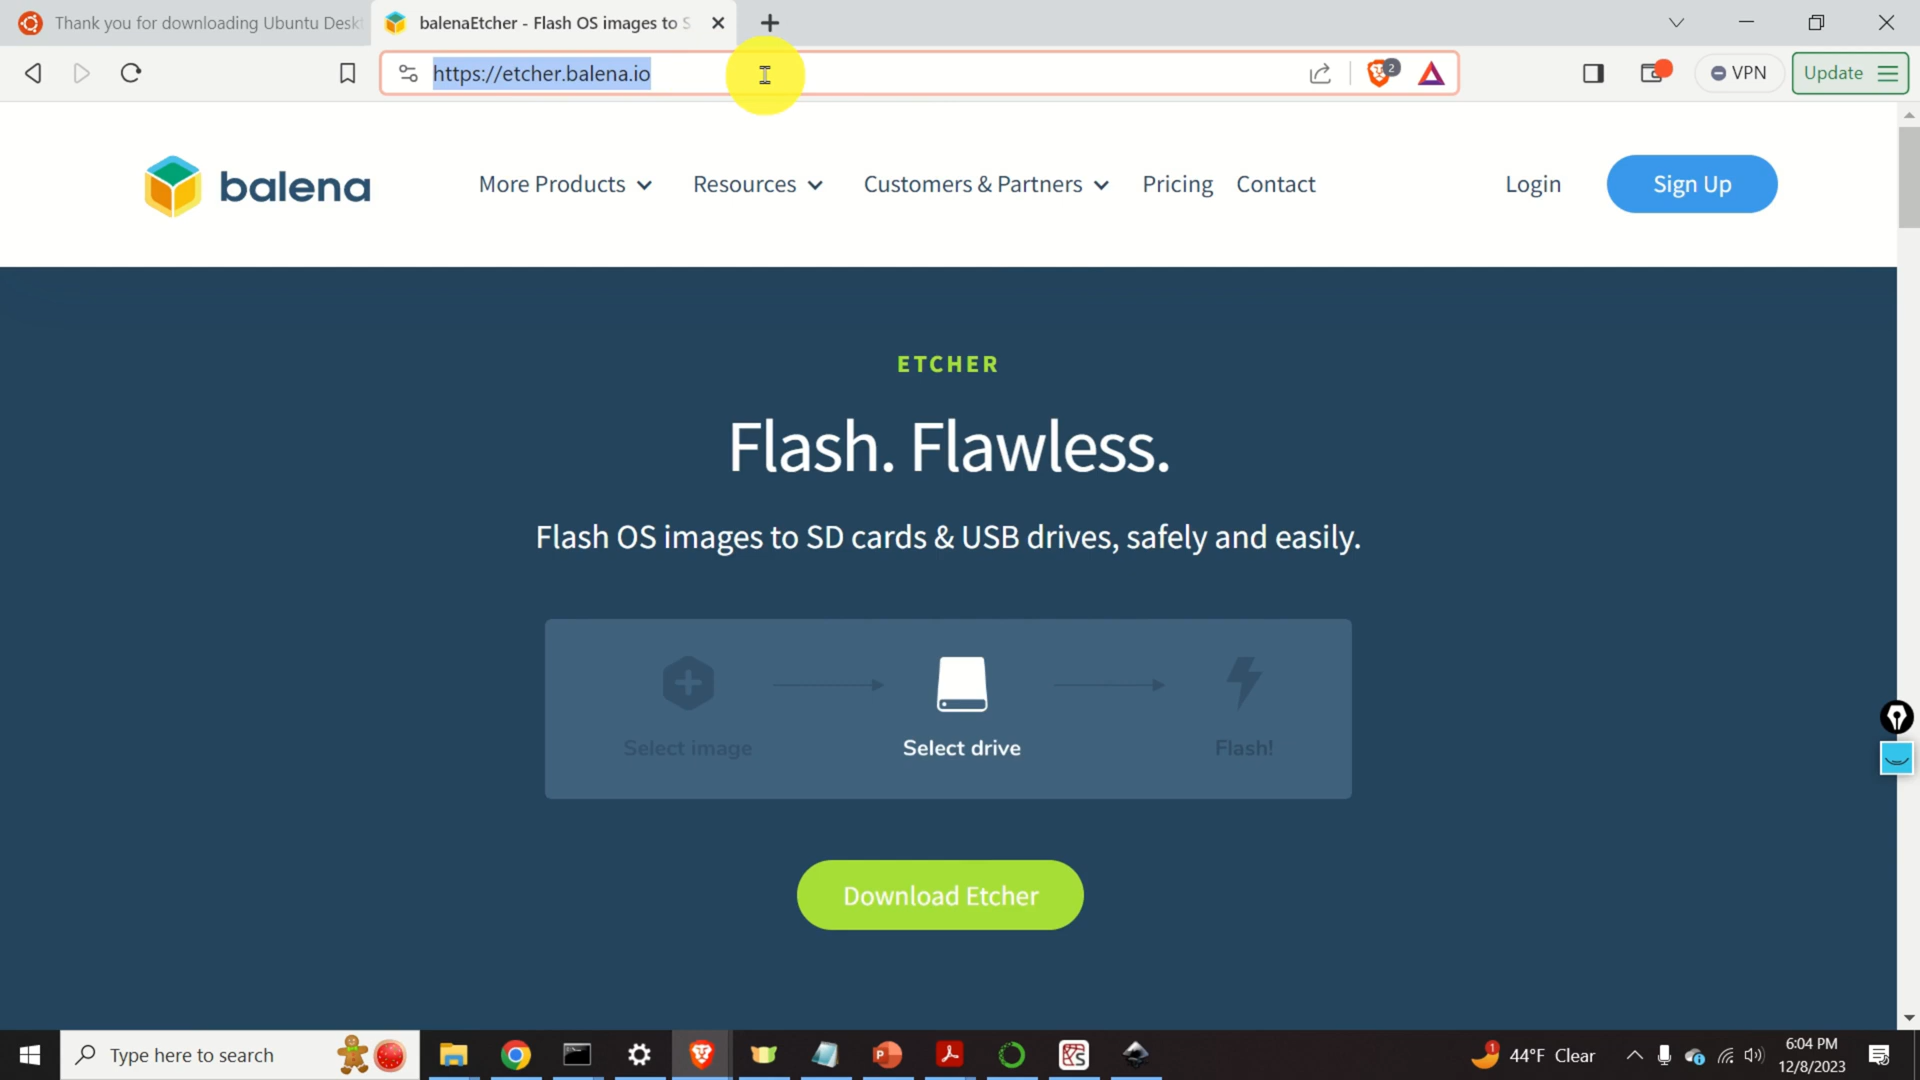 Thank you for downloading Ubuntu Deskt
balenaEtcher - Flash OS images to S
https://etcher.balena.io
2
VPN
Update
balena
More Products
Resources
Customers & Partners
Pricing
Contact
Login
Sign Up
ETCHER
Flash. Flawless.
Flash OS images to SD cards & USB drives, safely and easily.
Select image
Select drive
Flash!
Download Etcher
Type here to search
1
44°F Clear
6:04 PM
12/8/2023